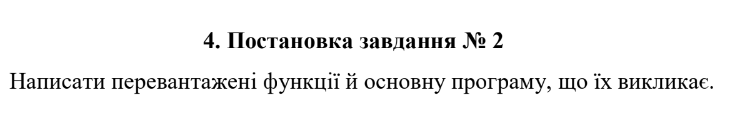 4. Постановка завдання № 2
Написати перевантажені функції й основну програму, що їх викликає.